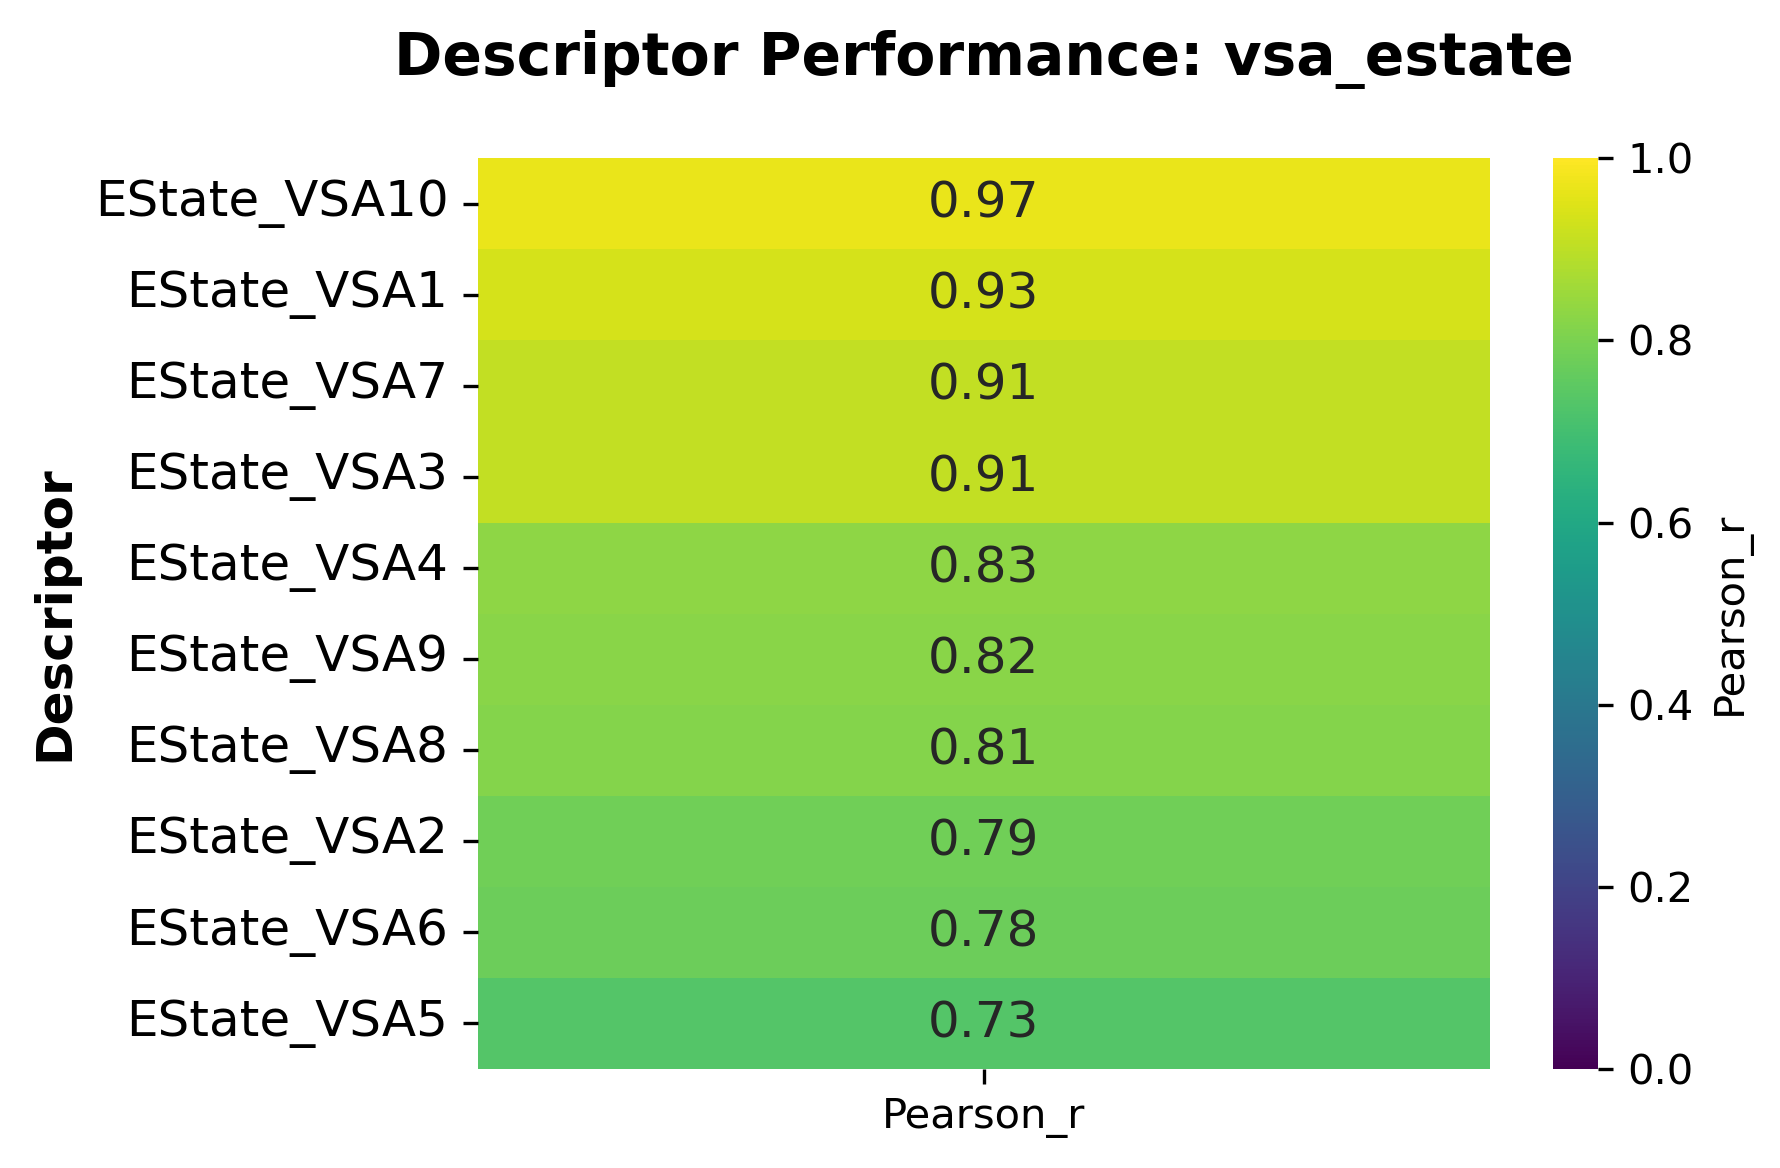 Descriptor Performance: vsa_estate
Descriptor
EState_VSA10 0.97
EState_VSA1 0.93
EState_VSA7 0.91
EState_VSA3 0.91
EState_VSA4 0.83
EState_VSA9 0.82
EState_VSA8 0.81
EState_VSA2 0.79
EState_VSA6 0.78
EState_VSA5 0.73
Pearson_r
1.0
0.8
0.6
0.4
0.2
0.0
Pearson_r